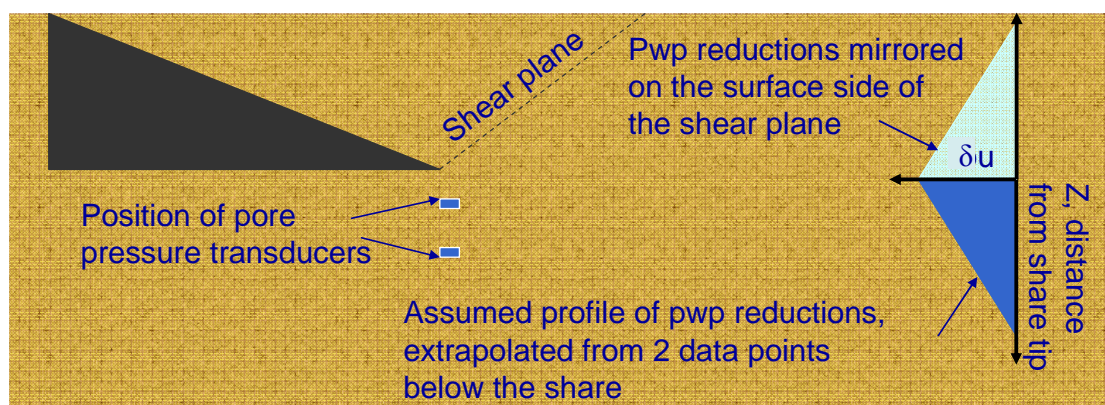 Shear plane
Pwp reductions mirrored
on the surface side of
the shear plane
δu
Position of pore
pressure transducers
Z, distance
from share tip
Assumed profile of pwp reductions,
extrapolated from 2 data points
below the share